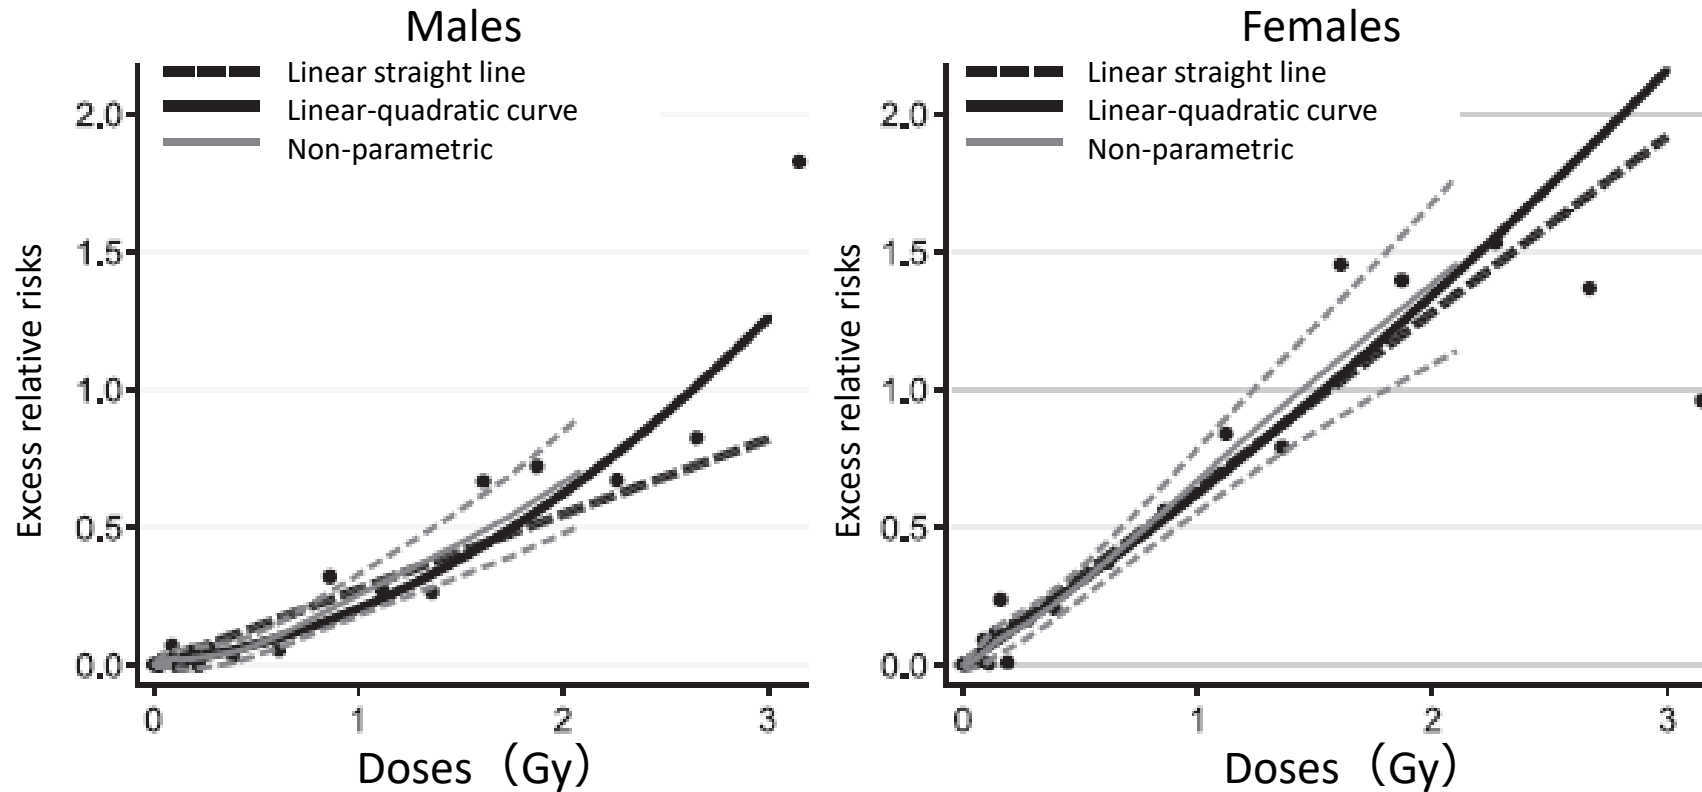 Males
Linear straight line
Linear-quadratic curve
Non-parametric
Excess relative risks
2.0
1.5
1.0
0.5
0.0
0 1 2 3
Doses（Gy）
Females
Linear straight line
Linear-quadratic curve
Non-parametric
Excess relative risks
2.0
1.5
1.0
0.5
0.0
0 1 2 3
Doses（Gy）